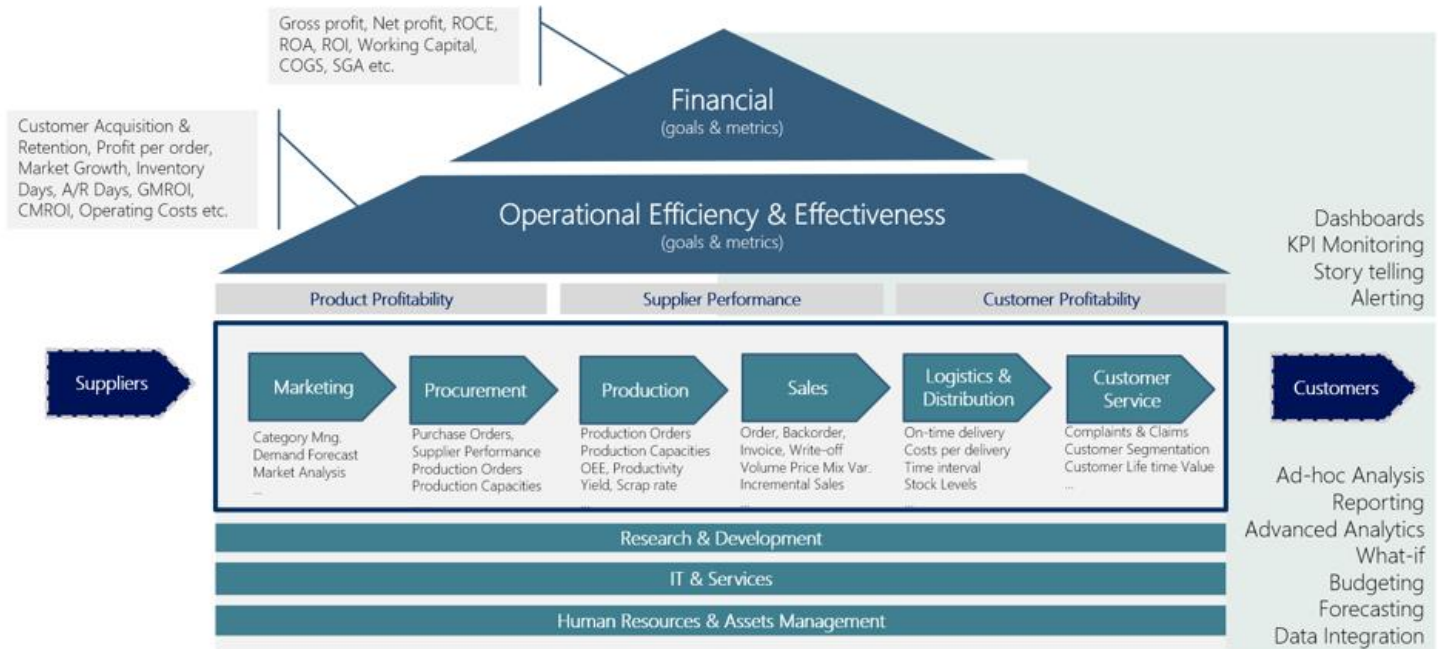 Gross profit, Net profit, ROCE,
ROA, ROI, Working Capital,
COGS, SGA etc.
Financial
(goals & metrics)
Customer Acquisition &
Retention, Profit per order,
Market Growth, Inventory
Days, A/R Days, GMROI,
CMROI, Operating Costs etc.
Operational Efficiency & Effectiveness
(goals & metrics)
Dashboards
KPI Monitoring
Story telling
Alerting
Product Profitability
Supplier Performance
Customer Profitability
Suppliers
Marketing
Category Mng.
Demand Forecast
Market Analysis
...
Procurement
Purchase Orders,
Supplier Performance
Production Orders
Production Capacities
Production
Production Orders
Production Capacities
OEE, Productivity
Yield, Scrap rate
...
Sales
Order, Backorder,
Invoice, Write-off
Volume Price Mix Var.
Incremental Sales
...
Logistics &
Distribution
On-time delivery
Costs per delivery
Time interval
Stock Levels
...
Customer
Service
Complaints & Claims
Customer Segmentation
Customer Life time Value
...
Customers
Research & Development
IT & Services
Human Resources & Assets Management
Ad-hoc Analysis
Reporting
Advanced Analytics
What-if
Budgeting
Forecasting
Data Integration